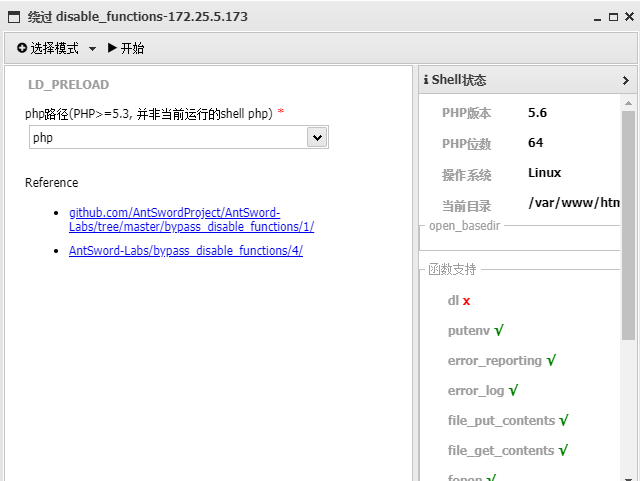 绕过 disable_functions-172.25.5.173
选择模式 开始
LD_PRELOAD
php路径(PHP>=5.3, 并非当前运行的shell php) *
php
Reference
github.com/AntSwordProject/AntSword-
Labs/tree/master/bypass_disable_functions/1/
AntSword-Labs/bypass_disable_functions/4/
Shell状态
PHP版本 5.6
PHP位数 64
操作系统 Linux
当前目录 /var/www/htm
open_basedir
函数支持
dl x
putenv √
error_reporting √
error_log √
file_put_contents √
file_get_contents √